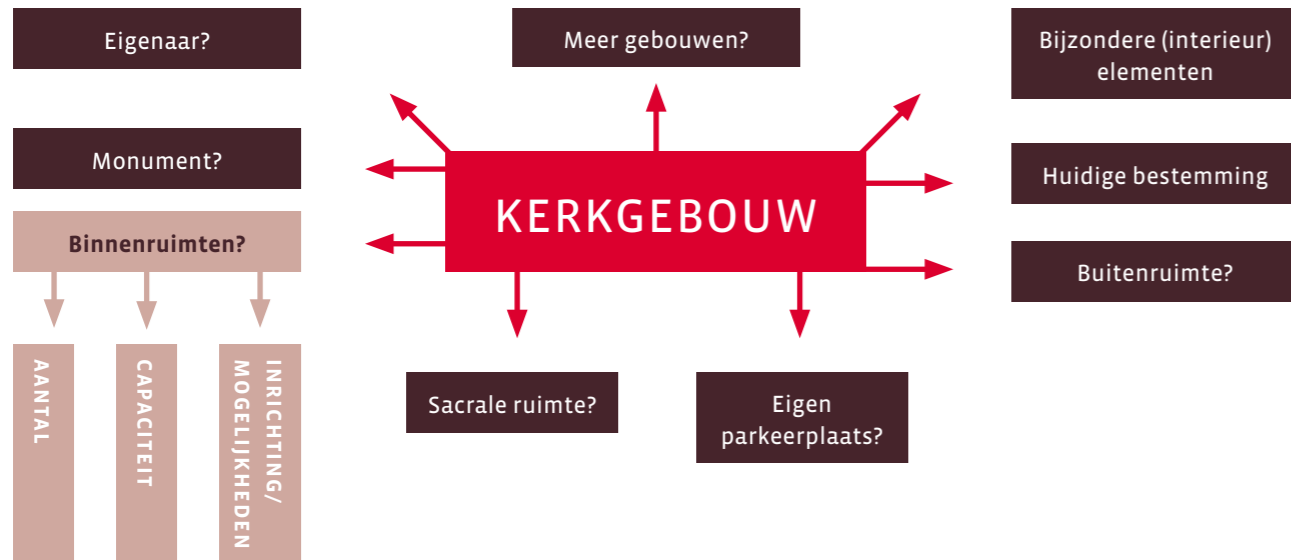 Eigenaar?
Meer gebouwen?
Bijzondere (interieur)
elementen
Monument?
KERKGEBOUW
Huidige bestemming
Binnenruimten?
Buitenruimte?
AANTAL
CAPACITEIT
INRICHTING/
MOGELIJKHEDEN
Sacrale ruimte?
Eigen
parkeerplaats?